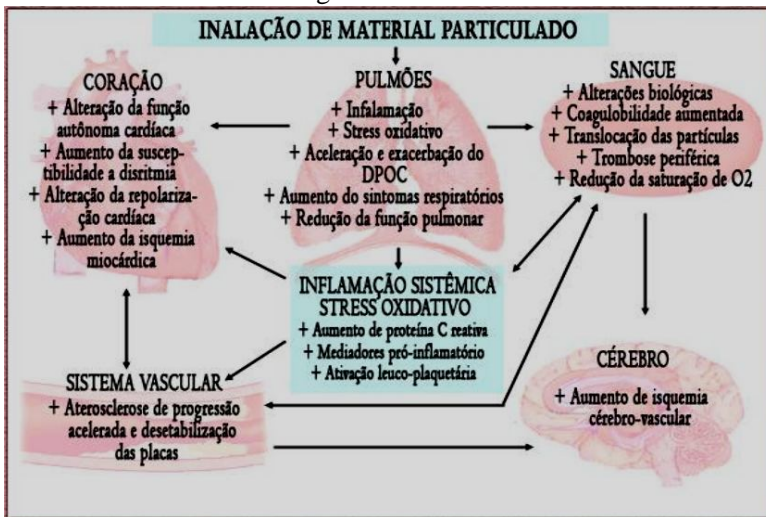 INALAÇÃO DE MATERIAL PARTICULADO
CORAÇÃO
+ Alteração da função
autônoma cardíaca
+ Aumento da suscep-
tibilidade a disritmia
+ Alteração da repolariza-
ção cardíaca
+ Aumento da isquemia
miocárdica
PULMÕES
+ Infalamação
+ Stress oxidativo
+ Aceleração e exacerbação do
DPOC
+ Aumento do sintomas respiratórios
+ Redução da função pulmonar
SANGUE
+ Alterações biológicas
+ Coagulobilidade aumentada
+ Translocação das partículas
+ Trombose periférica
+ Redução da saturação de O2
INFLAMAÇÃO SISTÊMICA
STRESS OXIDATIVO
+ Aumento de proteína C reativa
+ Mediadores pró-inflamatório
+ Ativação leuco-plaquetária
SISTEMA VASCULAR
+ Aterosclerose de progressão
acelerada e desetabilização
das placas
CÉREBRO
+ Aumento de isquemia
cérebro-vascular